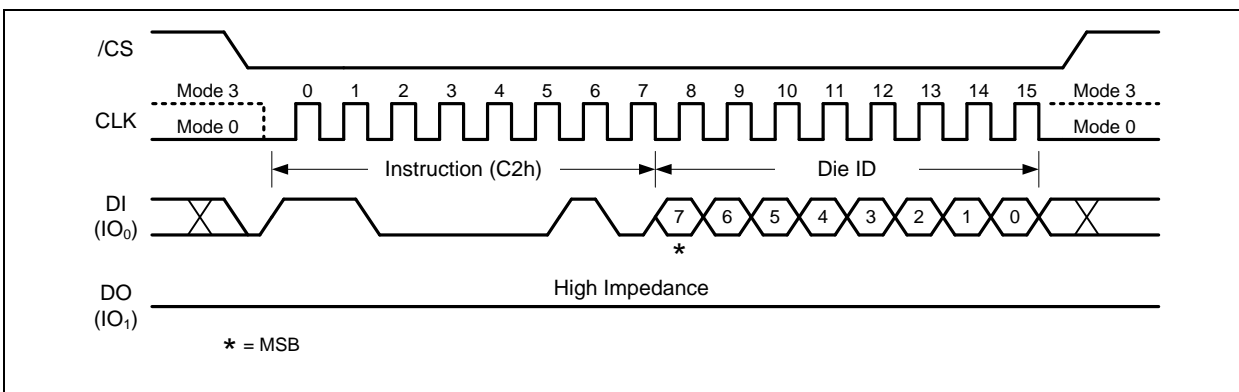 /CS
Mode 3 0 1 2 3 4 5 6 7 8 9 10 11 12 13 14 15 Mode 3
CLK
Mode 0 Mode 0
Instruction (C2h) Die ID
DI
(IO₀)
7 6 5 4 3 2 1 0
*
High Impedance
DO
(IO₁)
* = MSB